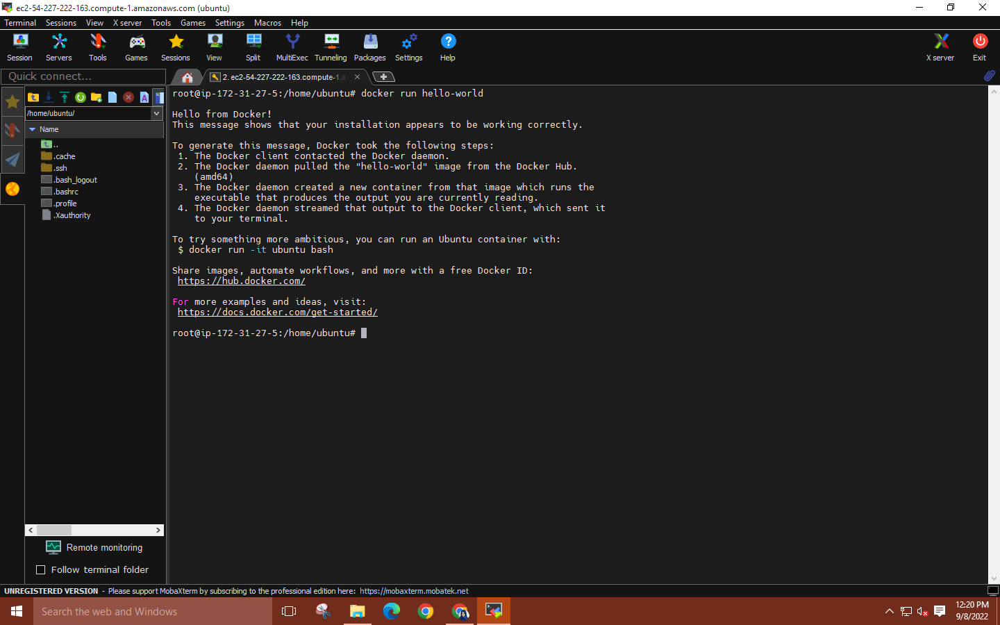 ec2-54-227-222-163.compute-1.amazonaws.com (ubuntu)
Terminal Sessions View X server Tools Games Settings Macros Help
Session Servers Tools Games Sessions View Split MultiExec Tunneling Packages Settings Help X server Exit
Quick connect...
2. ec2-54-227-222-163.compute-1.a
/home/ubuntu/
Name
..
.cache
.ssh
.bash_logout
.bashrc
.profile
.Xauthority
root@ip-172-31-27-5:/home/ubuntu# docker run hello-world
Hello from Docker!
This message shows that your installation appears to be working correctly.
To generate this message, Docker took the following steps:
1. The Docker client contacted the Docker daemon.
2. The Docker daemon pulled the "hello-world" image from the Docker Hub.
(amd64)
3. The Docker daemon created a new container from that image which runs the
executable that produces the output you are currently reading.
4. The Docker daemon streamed that output to the Docker client, which sent it
to your terminal.
To try something more ambitious, you can run an Ubuntu container with:
$ docker run -it ubuntu bash
Share images, automate workflows, and more with a free Docker ID:
https://hub.docker.com/
For more examples and ideas, visit:
https://docs.docker.com/get-started/
root@ip-172-31-27-5:/home/ubuntu#
Remote monitoring
Follow terminal folder
UNREGISTERED VERSION - Please support MobaXterm by subscribing to the professional edition here: https://mobaxterm.mobatek.net
Search the web and Windows
12:20 PM
9/8/2022